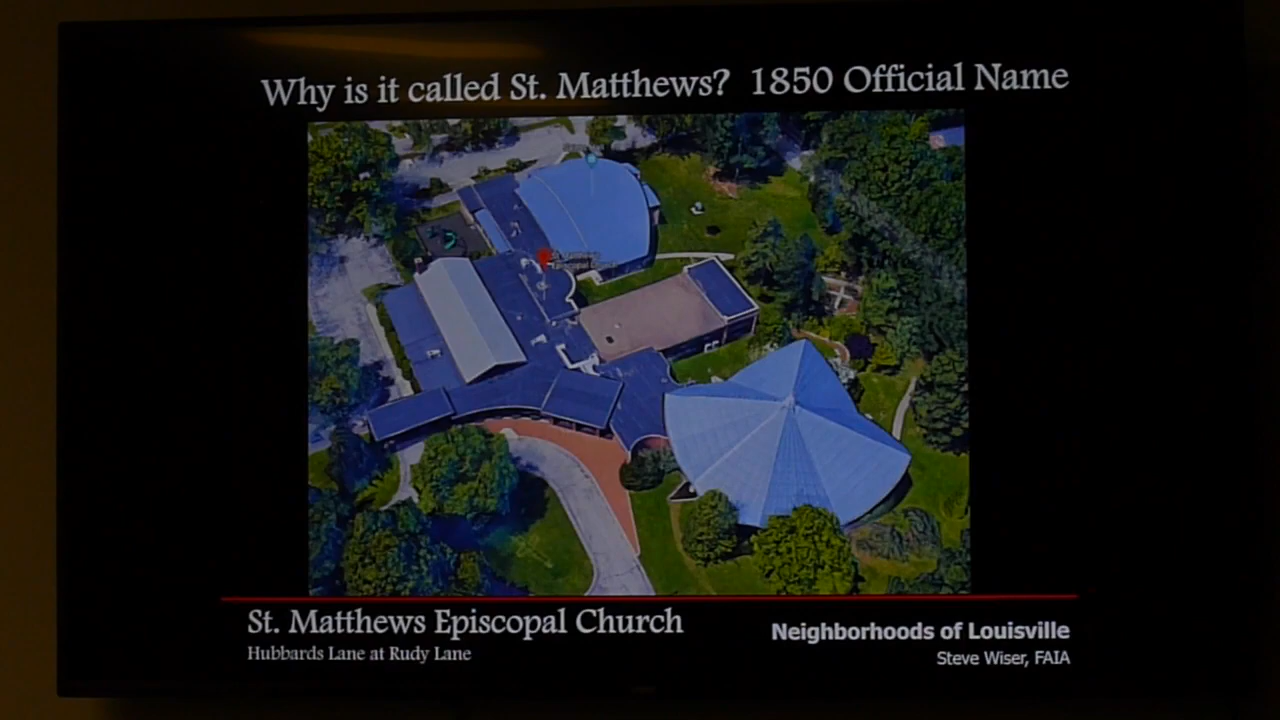 Why is it called St. Matthews? 1850 Official Name
Episcopal
St. Matthews Episcopal Church
Hubbards Lane at Rudy Lane
Neighborhoods of Louisville
Steve Wiser, FAIA